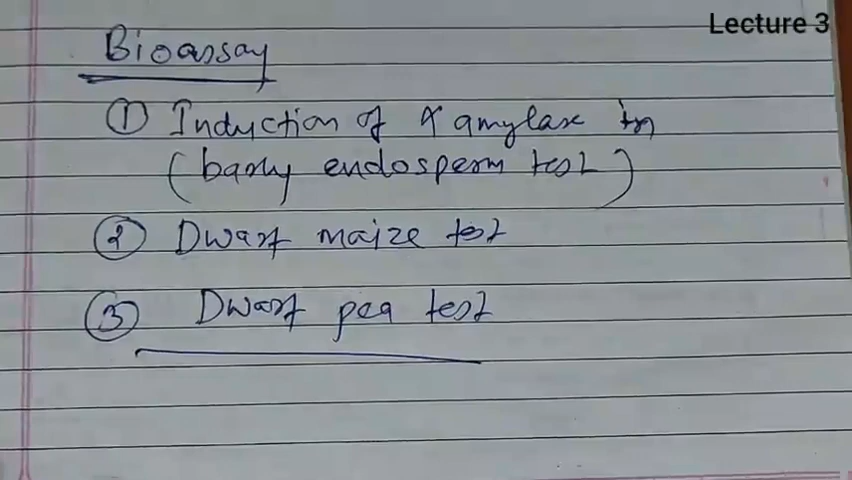 Lecture 3
Bioassay
① Induction of α amylase in
(barly endosperm test)
② Dwarf maize test
③ Dwarf pea test